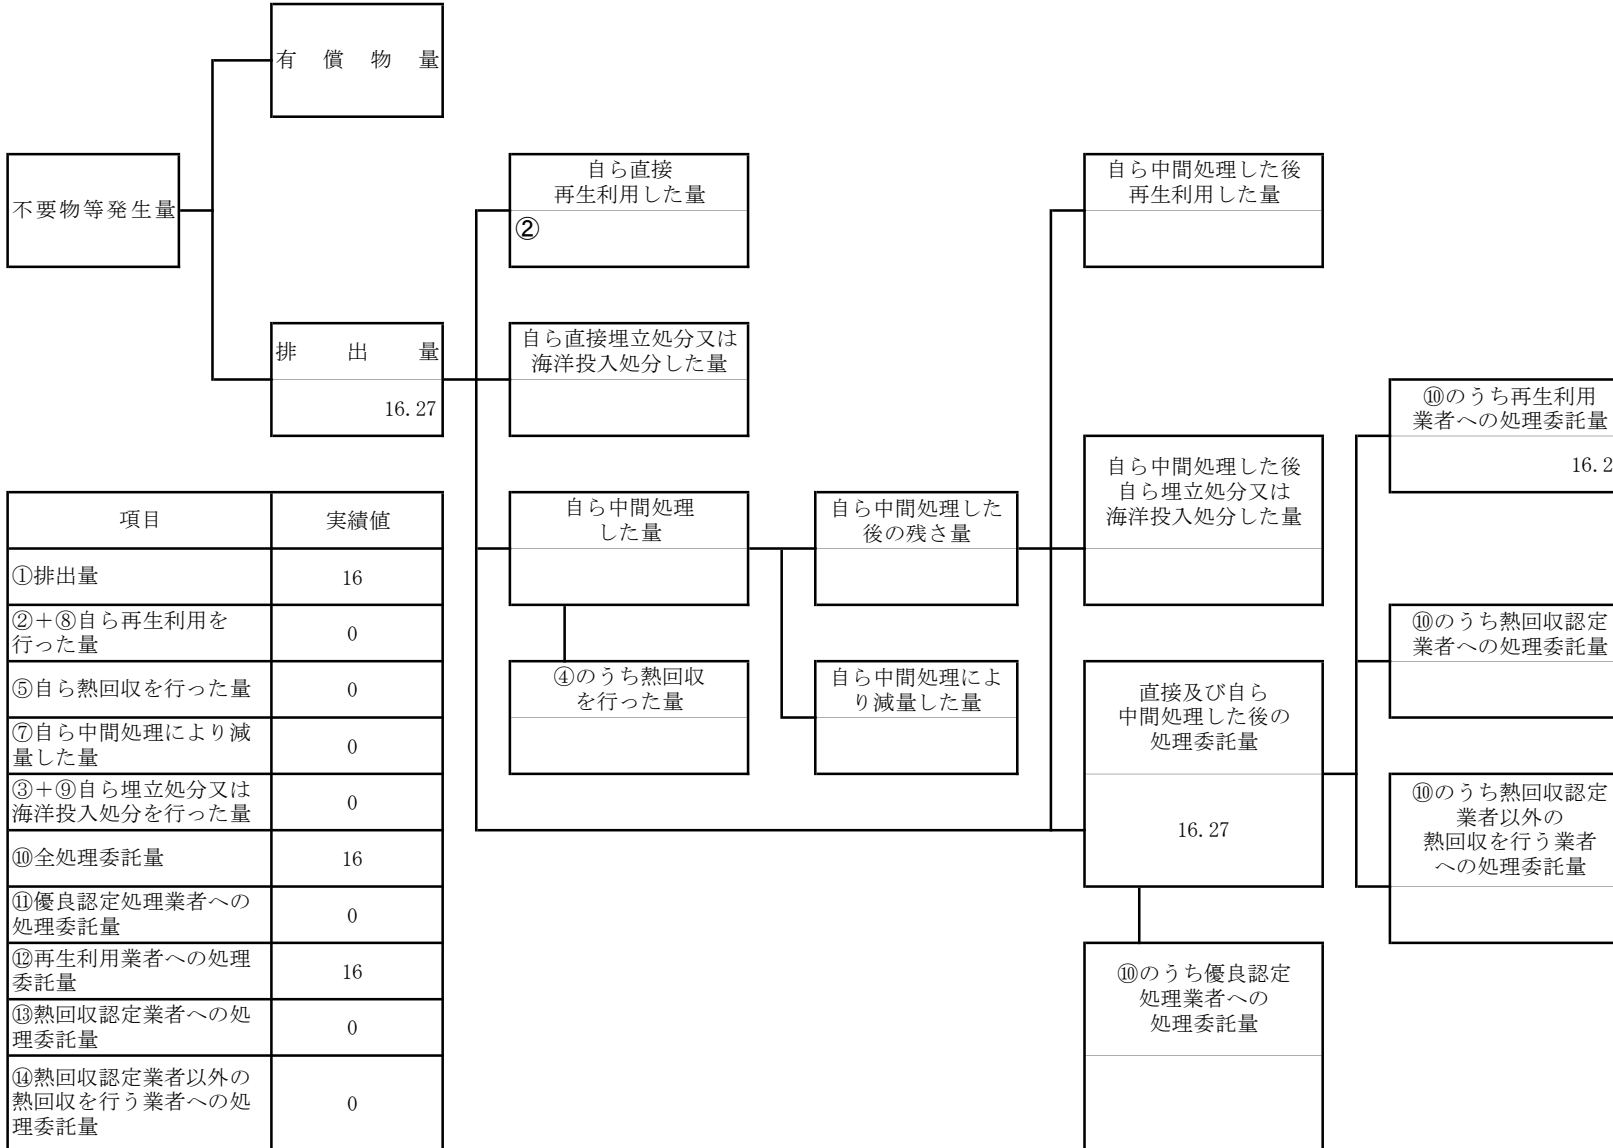 有償物量
不要物等発生量
自ら直接
再生利用した量
②
自ら中間処理した後
再生利用した量
排出量
16.27
自ら直接埋立処分又は
海洋投入処分した量
⑩のうち再生利用
業者への処理委託量
16.2
自ら中間処理
した量
自ら中間処理した
後の残さ量
自ら中間処理した後
自ら埋立処分又は
海洋投入処分した量
⑩のうち熱回収認定
業者への処理委託量
④のうち熱回収
を行った量
自ら中間処理によ
り減量した量
直接及び自ら
中間処理した後の
処理委託量
16.27
⑩のうち熱回収認定
業者以外の
熱回収を行う業者
への処理委託量
⑩のうち優良認定
処理業者への
処理委託量
項目 実績値
①排出量 16
②＋⑧自ら再生利用を
行った量 0
⑤自ら熱回収を行った量 0
⑦自ら中間処理により減
量した量 0
③＋⑨自ら埋立処分又は
海洋投入処分を行った量 0
⑩全処理委託量 16
⑪優良認定処理業者への
処理委託量 0
⑫再生利用業者への処理
委託量 16
⑬熱回収認定業者への処
理委託量 0
⑭熱回収認定業者以外の
熱回収を行う業者への処
理委託量 0